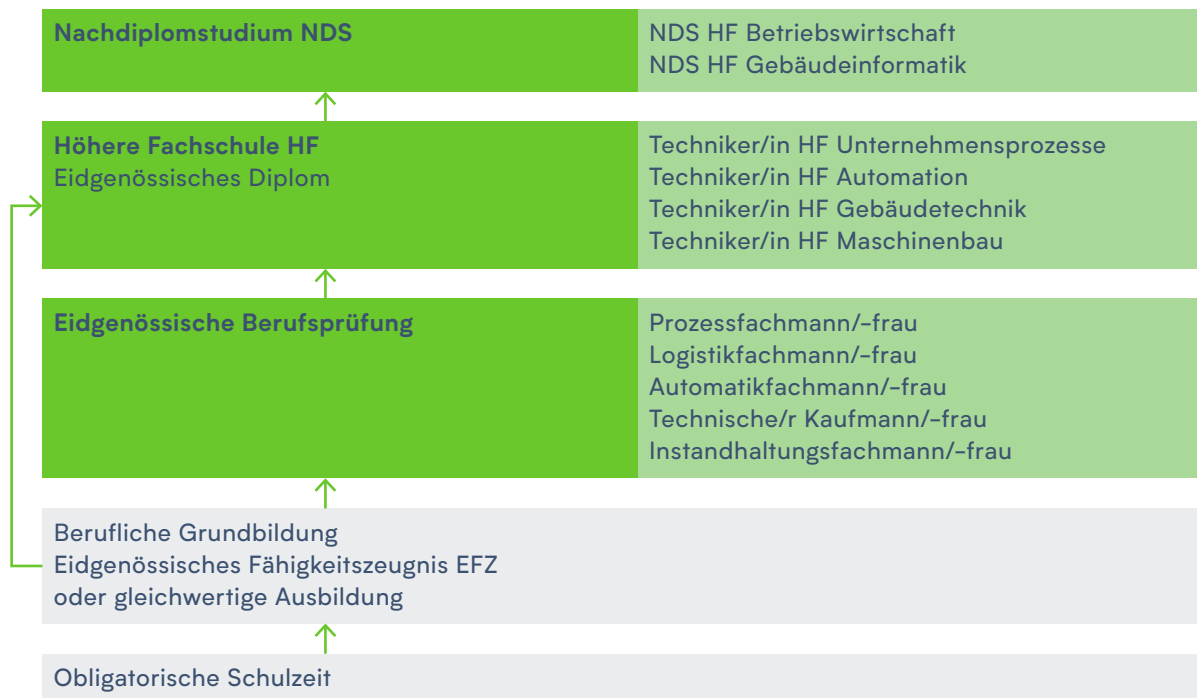 Nachdiplomstudium NDS
NDS HF Betriebswirtschaft
NDS HF Gebäudeinformatik
Höhere Fachschule HF
Eidgenössisches Diplom
Techniker/in HF Unternehmensprozesse
Techniker/in HF Automation
Techniker/in HF Gebäudetechnik
Techniker/in HF Maschinenbau
Eidgenössische Berufsprüfung
Prozessfachmann/-frau
Logistikfachmann/-frau
Automatikfachmann/-frau
Technische/r Kaufmann/-frau
Instandhaltungsfachmann/-frau
Berufliche Grundbildung
Eidgenössisches Fähigkeitszeugnis EFZ
oder gleichwertige Ausbildung
Obligatorische Schulzeit